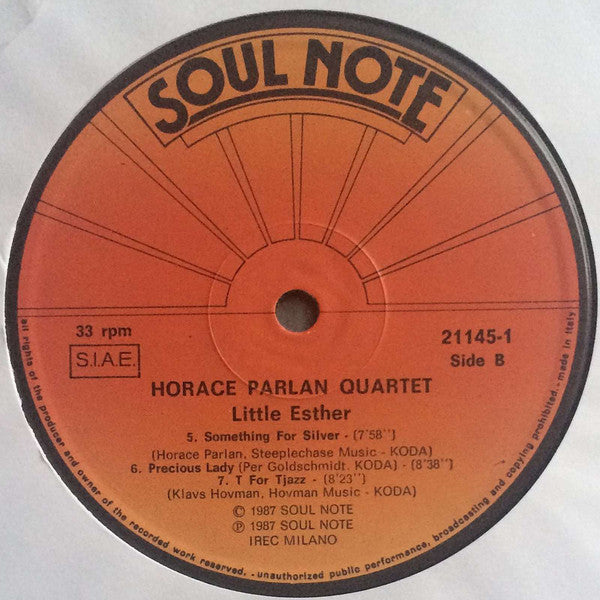 SOUL NOTE
33 rpm
S.I.A.E.
21145-1
Side B
HORACE PARLAN QUARTET
Little Esther
5. Something For Silver - (7'58'')
(Horace Parlan, Steeplechase Music - KODA)
6. Precious Lady (Per Goldschmidt. KODA) - (8'38'')
7. T For Tjazz - (8'23'')
(Klavs Hovman, Hovman Music - KODA)
© 1987 SOUL NOTE
℗ 1987 SOUL NOTE
IREC MILANO
all rights of the producer and owner of the recorded work reserved. - unauthorized public performance, broadcasting and copying prohibited. - made in Italy